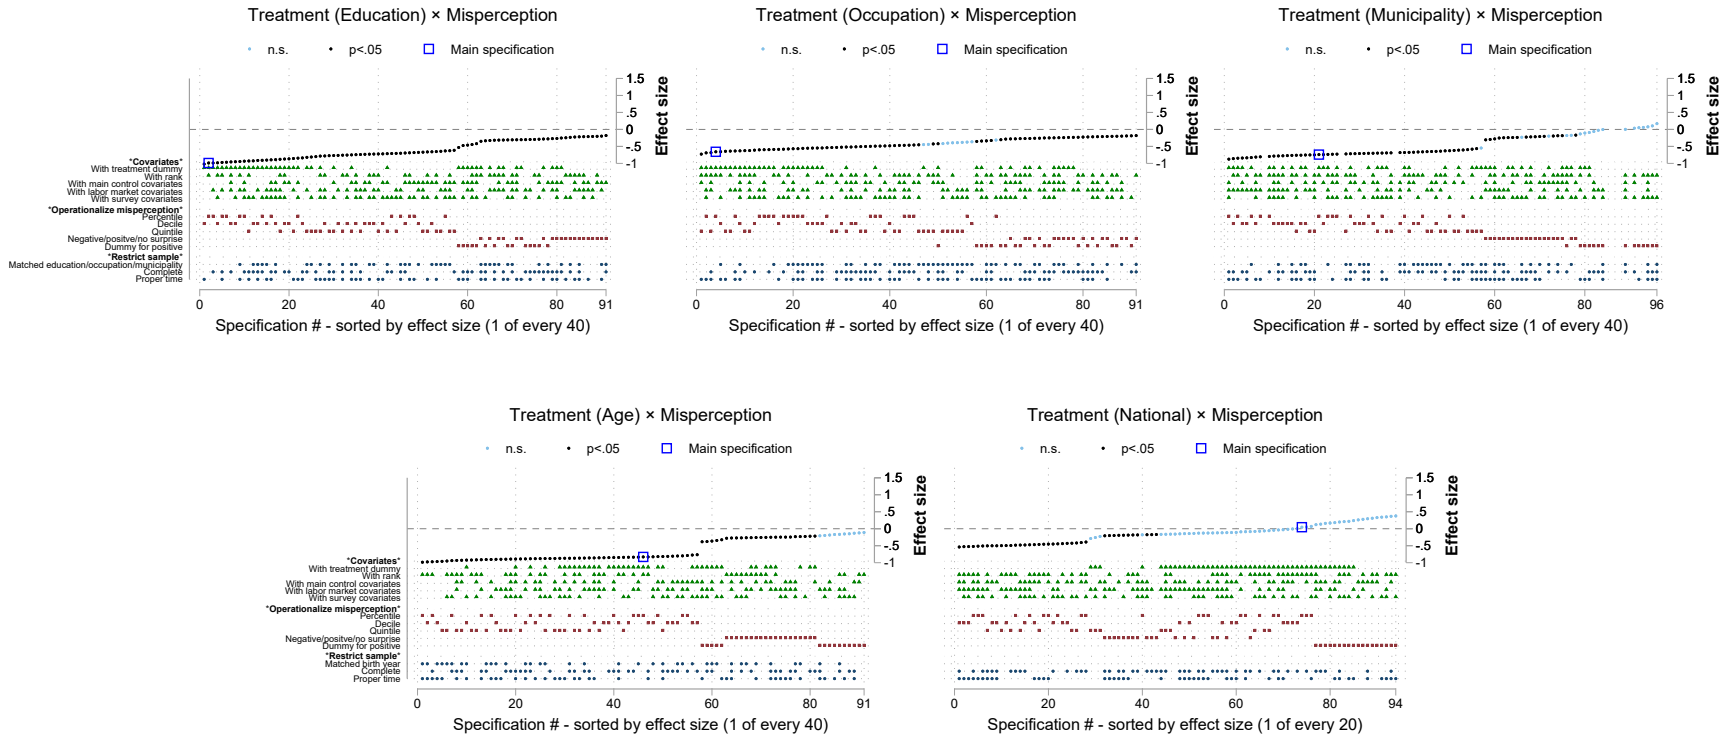 Treatment (Education) × Misperception
n.s. p<.05 Main specification
1.5
1
.5
0
-.5
-1
Effect size
*Covariates*
With treatment dummy
With rank
With main control covariates
With labor market covariates
With survey covariates
*Operationalize misperception*
Percentile
Decile
Quintile
Negative/positve/no surprise
Dummy for positive
*Restrict sample*
Matched education/occupation/municipality
Complete
Proper time
0 20 40 60 80 91
Specification # - sorted by effect size (1 of every 40)
Treatment (Occupation) × Misperception
n.s. p<.05 Main specification
1.5
1
.5
0
-.5
-1
Effect size
0 20 40 60 80 91
Specification # - sorted by effect size (1 of every 40)
Treatment (Municipality) × Misperception
n.s. p<.05 Main specification
1.5
1
.5
0
-.5
-1
Effect size
0 20 40 60 80 96
Specification # - sorted by effect size (1 of every 40)
Treatment (Age) × Misperception
n.s. p<.05 Main specification
1.5
1
.5
0
-.5
-1
Effect size
*Covariates*
With treatment dummy
With rank
With main control covariates
With labor market covariates
With survey covariates
*Operationalize misperception*
Percentile
Decile
Quintile
Negative/positve/no surprise
Dummy for positive
*Restrict sample*
Matched birth year
Complete
Proper time
0 20 40 60 80 91
Specification # - sorted by effect size (1 of every 40)
Treatment (National) × Misperception
n.s. p<.05 Main specification
1.5
1
.5
0
-.5
-1
Effect size
0 20 40 60 80 94
Specification # - sorted by effect size (1 of every 20)